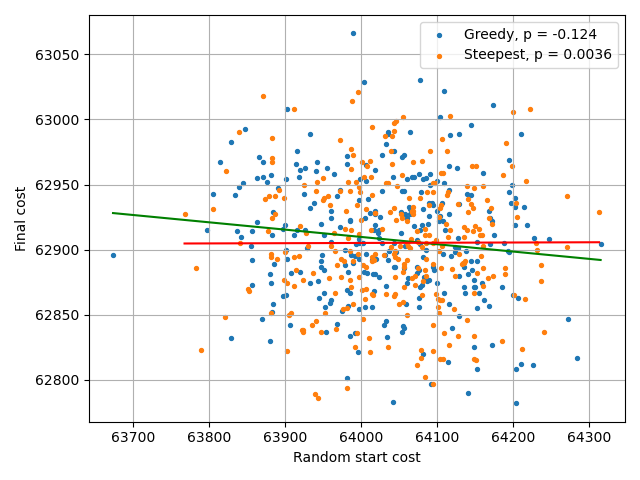 Greedy, p = -0.124
Steepest, p = 0.0036
Final cost
63050
63000
62950
62900
62850
62800
63700 63800 63900 64000 64100 64200 64300
Random start cost